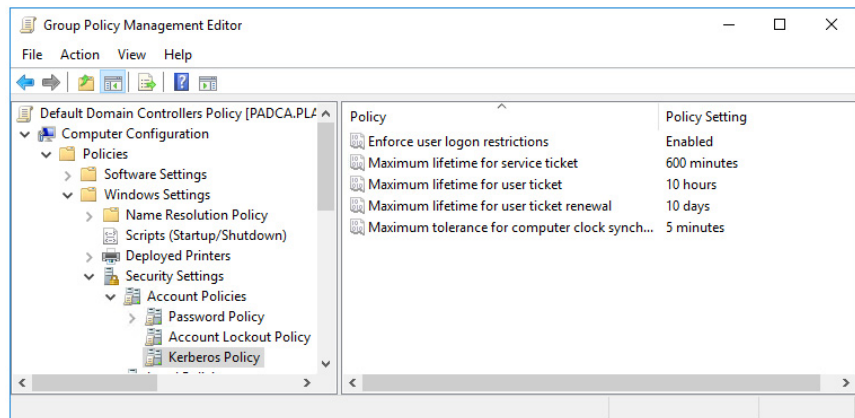 Group Policy Management Editor
File Action View Help
Default Domain Controllers Policy [PADCA.PLA
Computer Configuration
Policies
Software Settings
Windows Settings
Name Resolution Policy
Scripts (Startup/Shutdown)
Deployed Printers
Security Settings
Account Policies
Password Policy
Account Lockout Policy
Kerberos Policy
Policy Policy Setting
Enforce user logon restrictions Enabled
Maximum lifetime for service ticket 600 minutes
Maximum lifetime for user ticket 10 hours
Maximum lifetime for user ticket renewal 10 days
Maximum tolerance for computer clock synch... 5 minutes